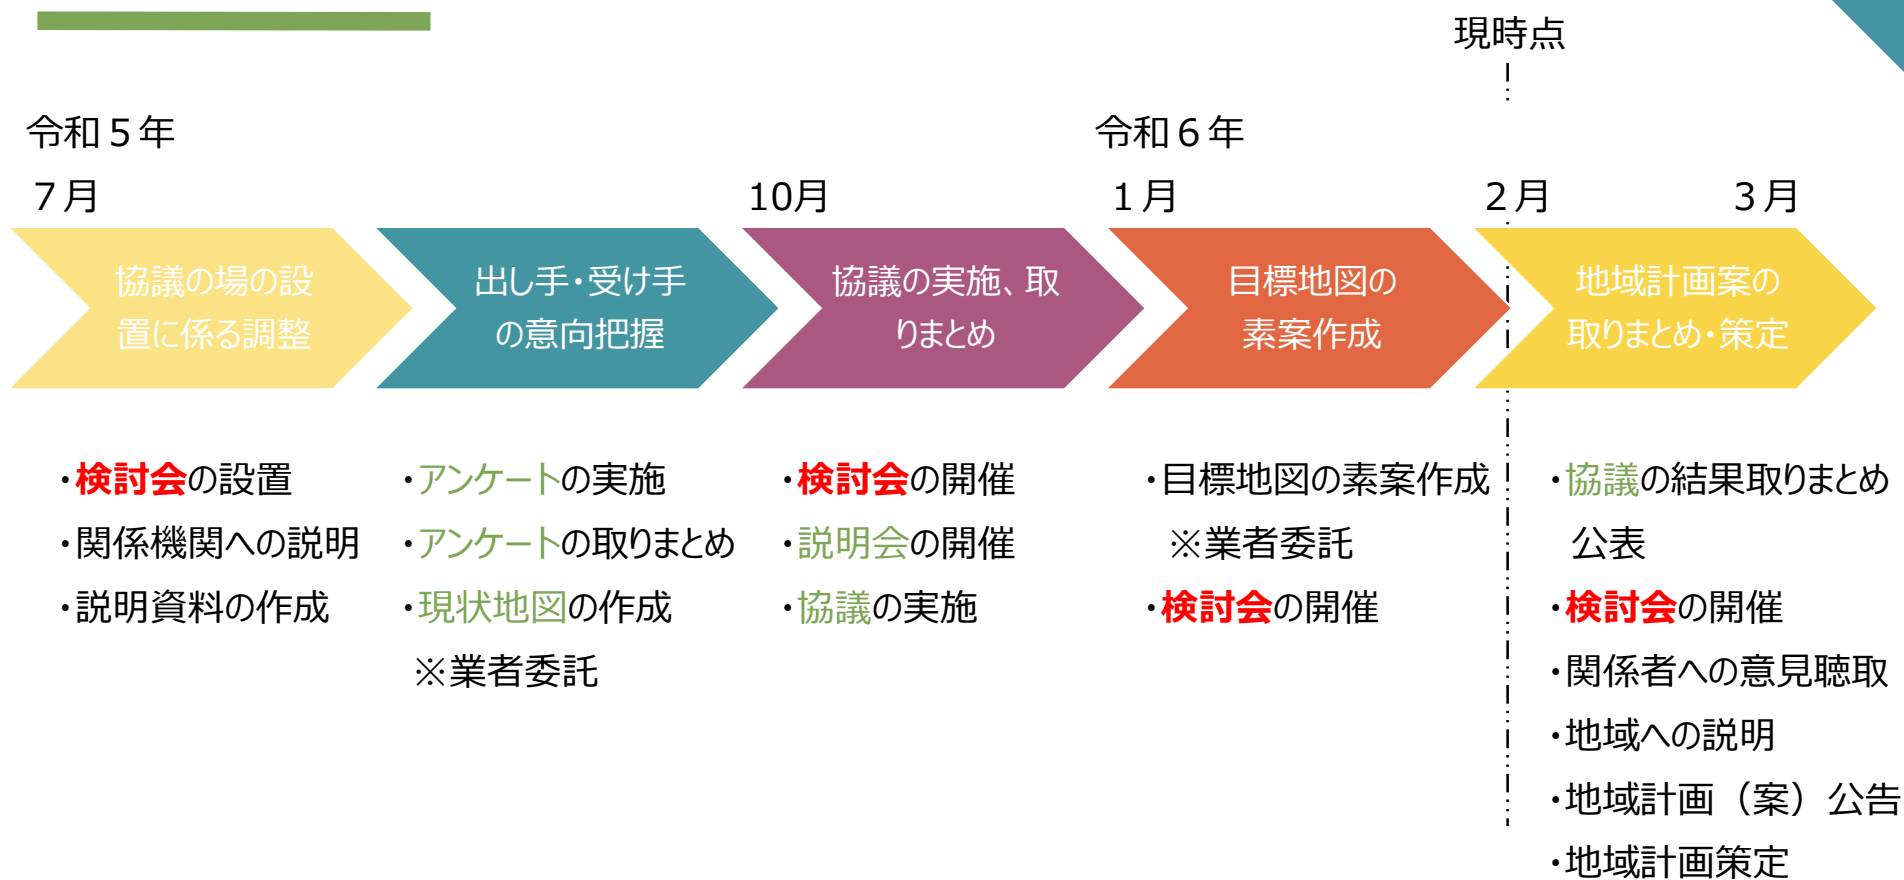 現時点
令和５年
令和６年
７月
10月
１月
２月
３月
協議の場の設
置に係る調整
出し手・受け手
の意向把握
協議の実施、取
りまとめ
目標地図の
素案作成
地域計画案の
取りまとめ・策定
・検討会の設置
・関係機関への説明
・説明資料の作成
・アンケートの実施
・アンケートの取りまとめ
・現状地図の作成
※業者委託
・検討会の開催
・説明会の開催
・協議の実施
・目標地図の素案作成
※業者委託
・検討会の開催
・協議の結果取りまとめ
公表
・検討会の開催
・関係者への意見聴取
・地域への説明
・地域計画（案）公告
・地域計画策定